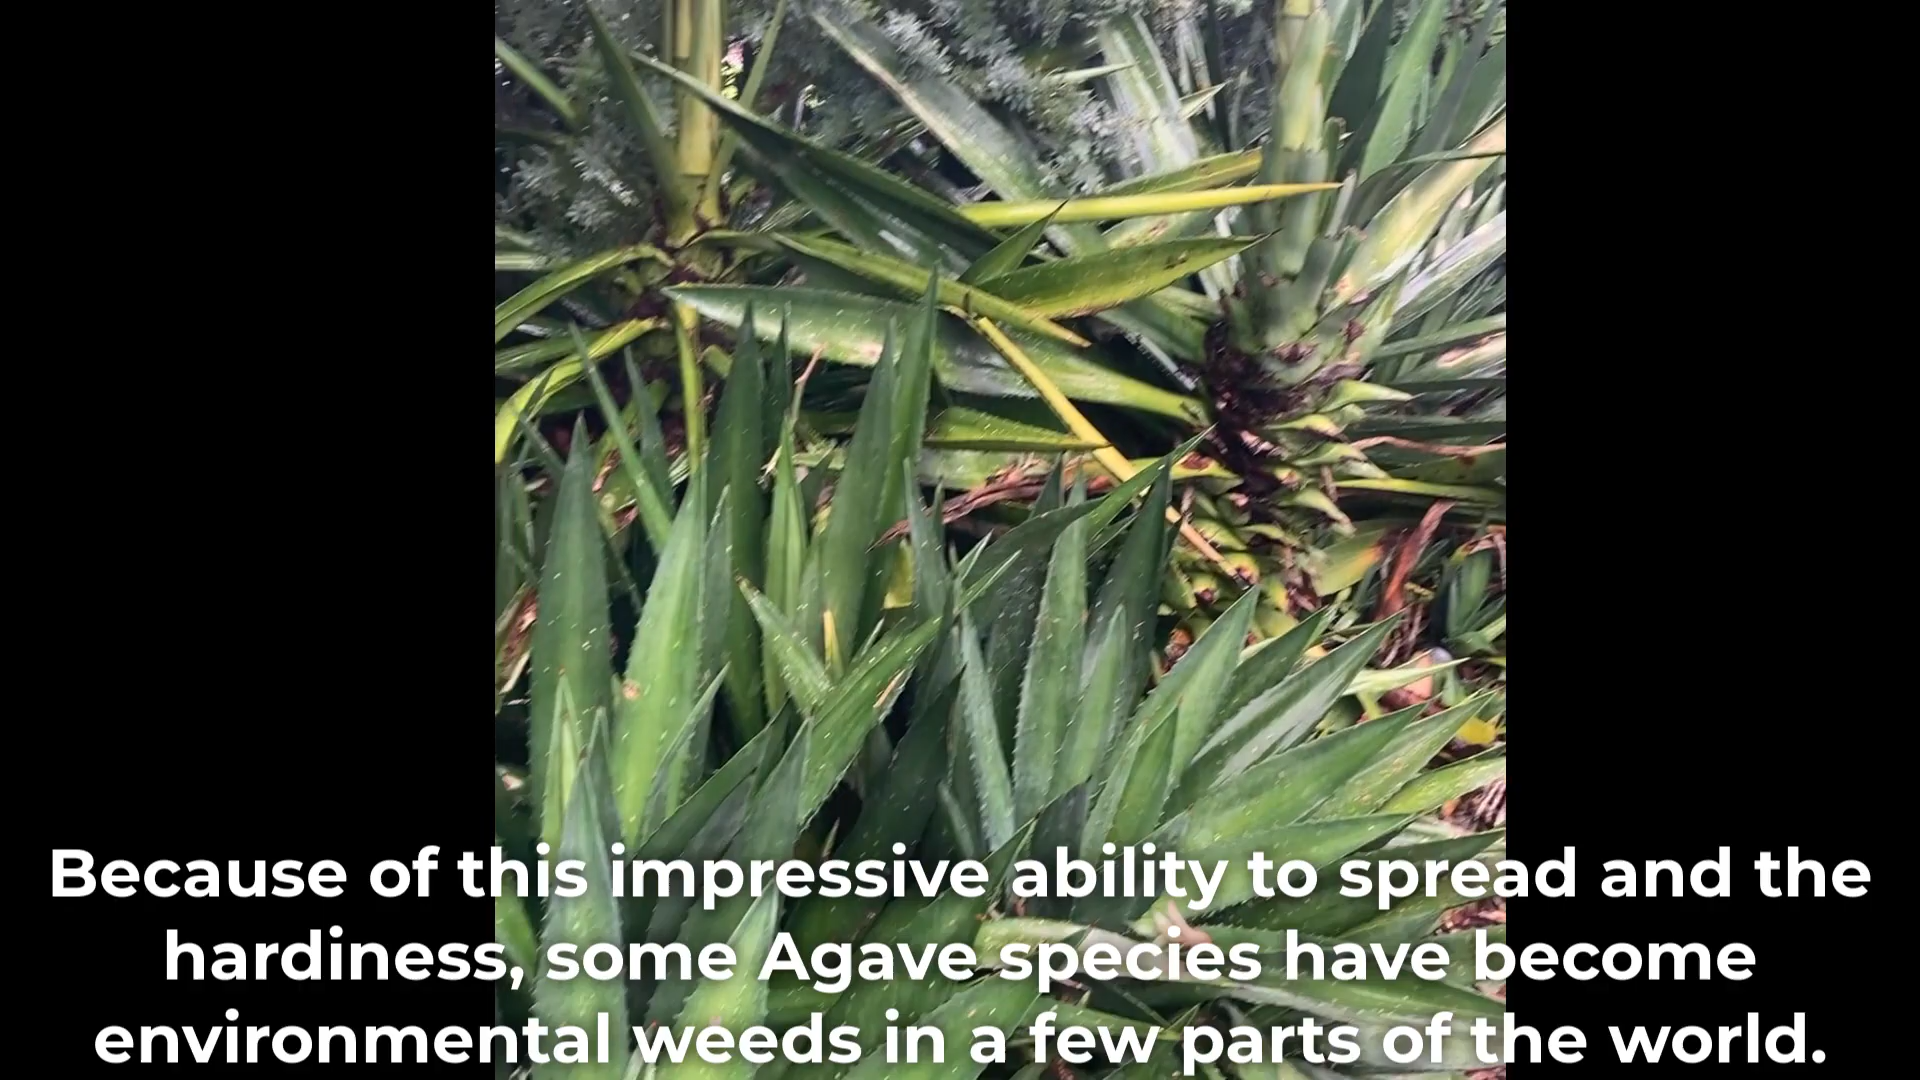 Because of this impressive ability to spread and the
hardiness, some Agave species have become
environmental weeds in a few parts of the world.